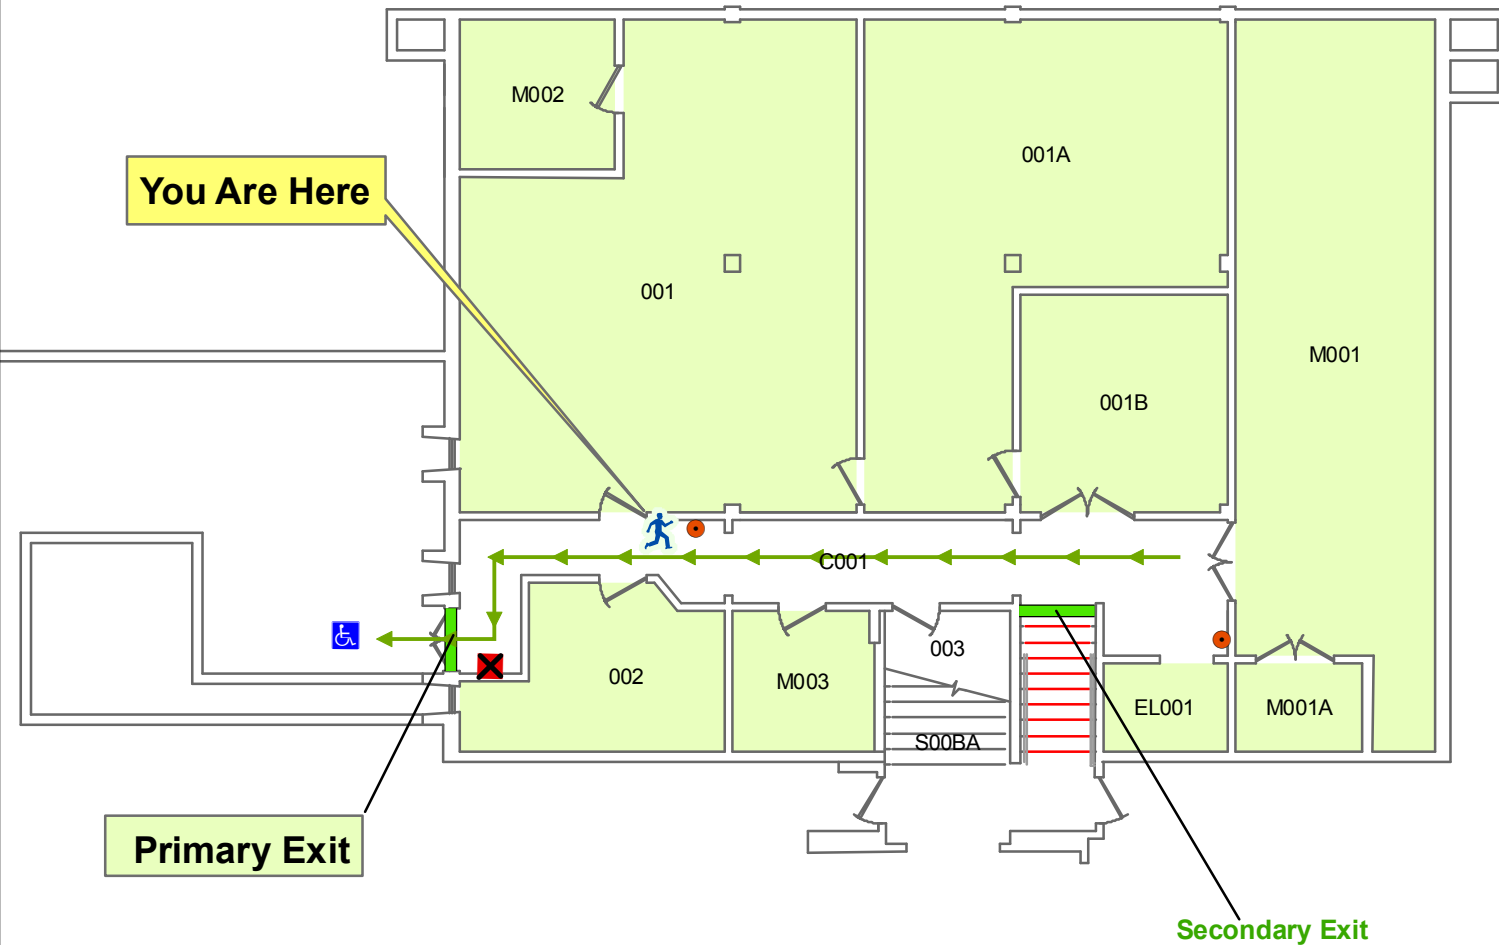 M002
001A
You Are Here
001
M001
001B
C001
003
002
M003
EL001
M001A
S00BA
Primary Exit
Secondary Exit